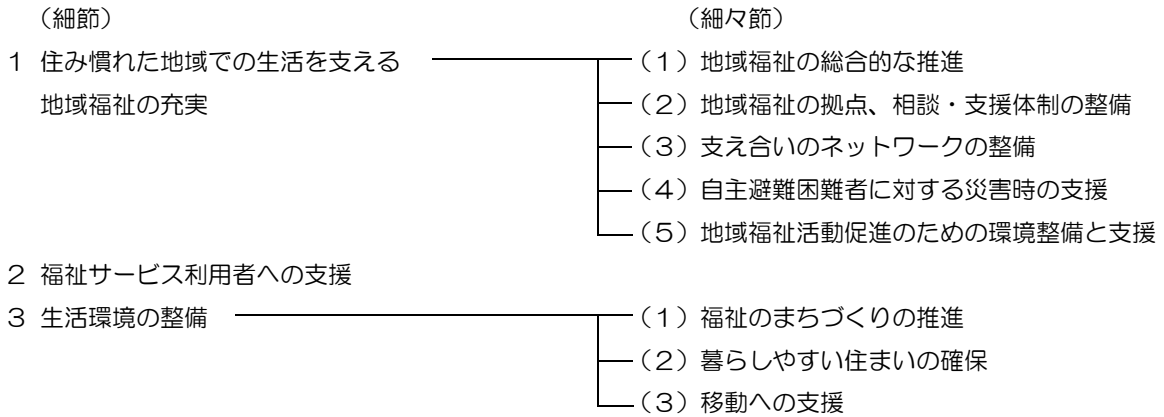 （細節） （細々節）
１ 住み慣れた地域での生活を支える （１）地域福祉の総合的な推進
地域福祉の充実 （２）地域福祉の拠点、相談・支援体制の整備
（３）支え合いのネットワークの整備
（４）自主避難困難者に対する災害時の支援
（５）地域福祉活動促進のための環境整備と支援
２ 福祉サービス利用者への支援
３ 生活環境の整備 （１）福祉のまちづくりの推進
（２）暮らしやすい住まいの確保
（３）移動への支援